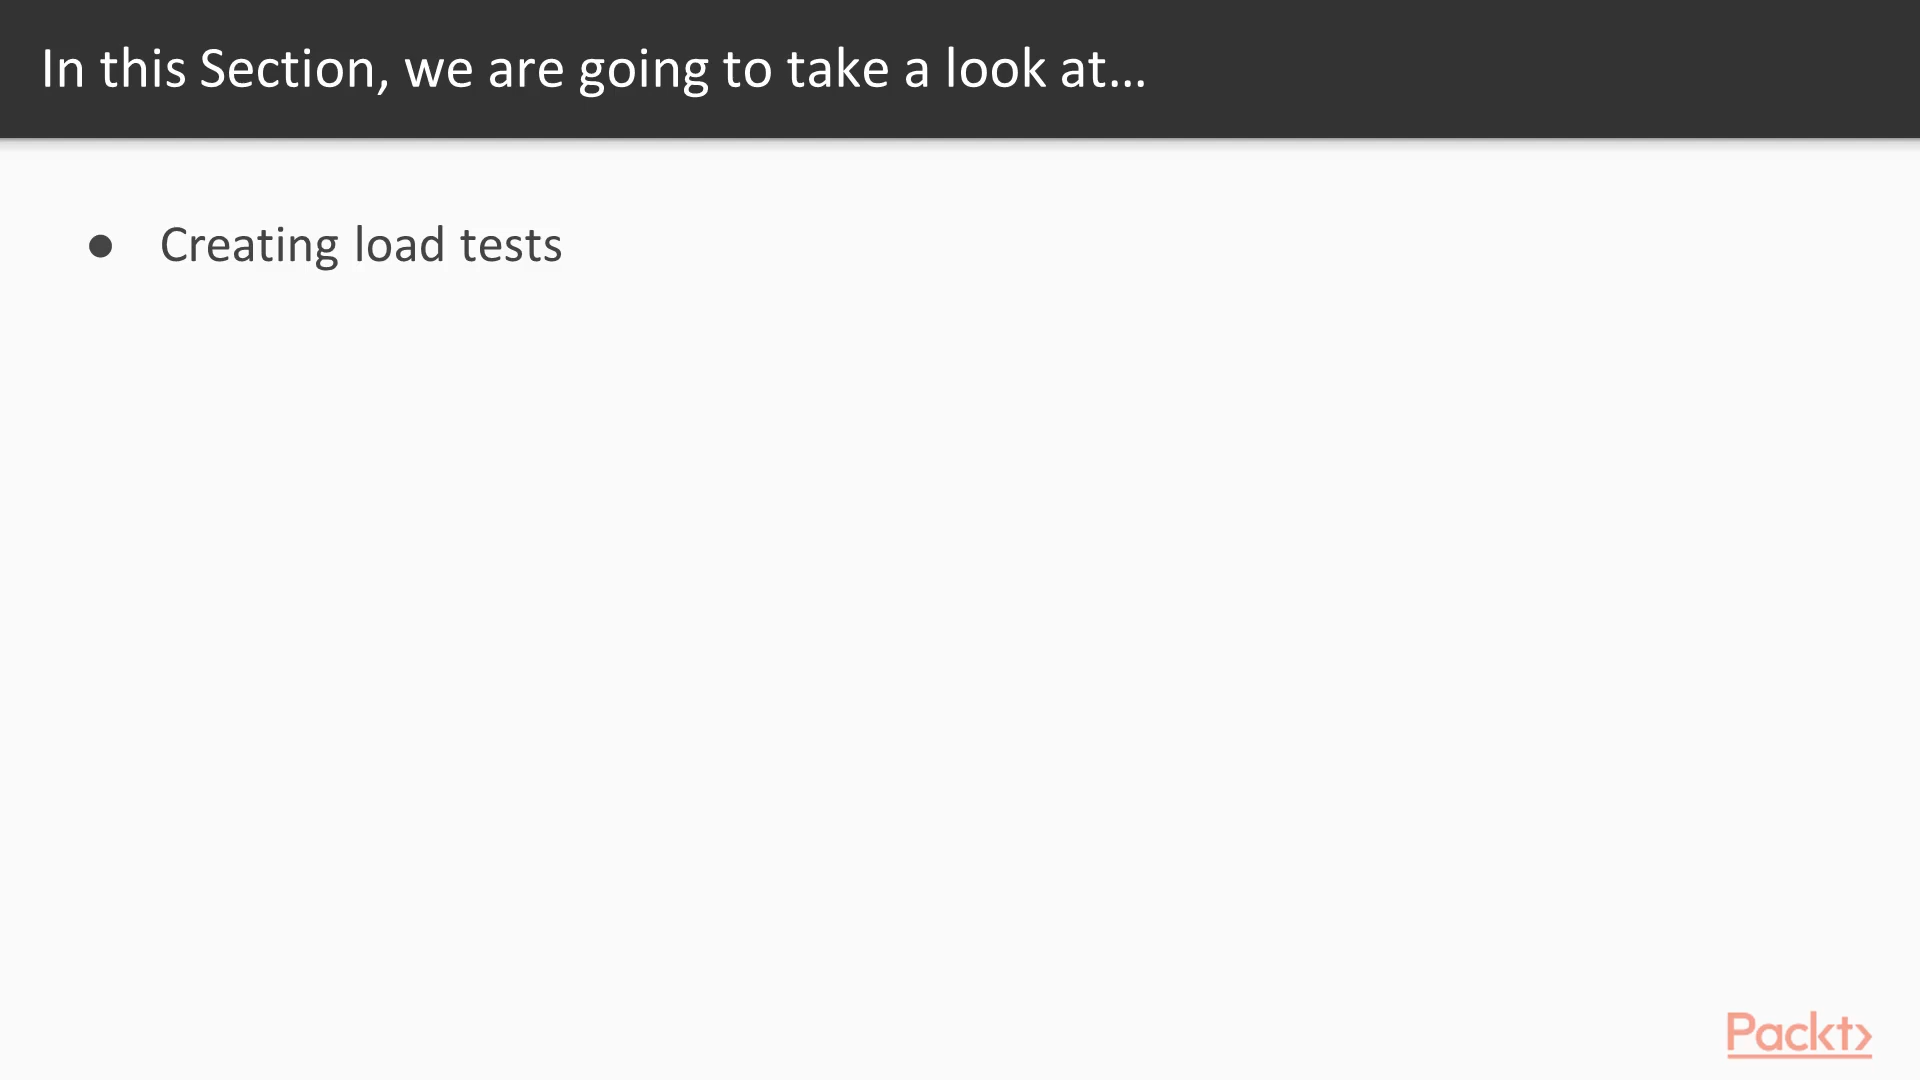 In this Section, we are going to take a look at…
● Creating load tests
Packt>